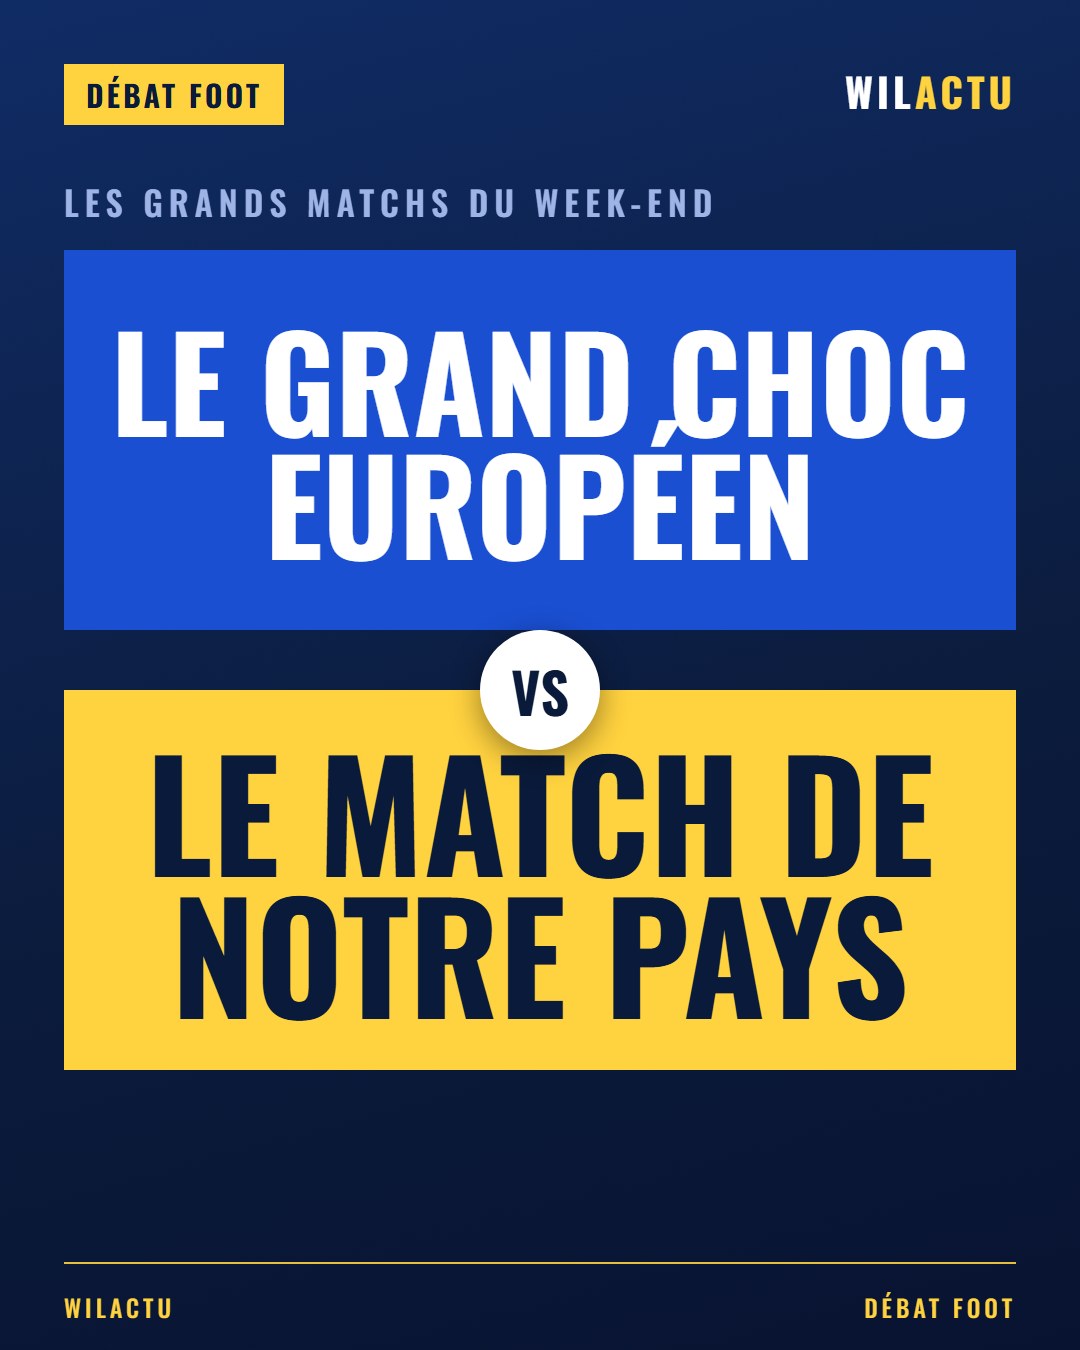 DÉBAT FOOT
WILACTU
LES GRANDS MATCHS DU WEEK-END
LE GRAND CHOC
EUROPÉEN
VS
LE MATCH DE
NOTRE PAYS
WILACTU
DÉBAT FOOT